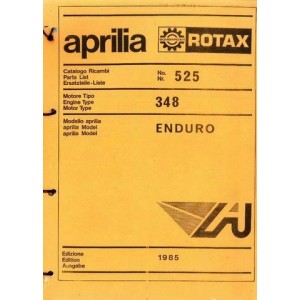 aprilia ROTAX
Catalogo Ricambi
Parts List
Ersatzteile-Liste
No.
Nr. 525
Motore Tipo
Engine Type
Motor Type
348
Modello aprilia
aprilia Model
aprilia Model
ENDURO
Edizione
Edition
Ausgabe
1985